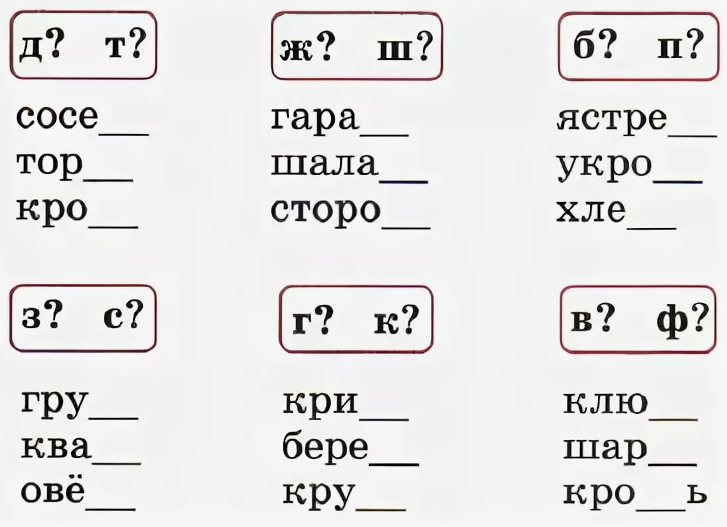 д? т?
сосе__
тор__
кро__
ж? ш?
гара__
шала__
сторо__
б? п?
ястре__
укро__
хле__
з? с?
гру__
ква__
овё__
г? к?
кри__
бере__
кру__
в? ф?
клю__
шар__
кро__ь